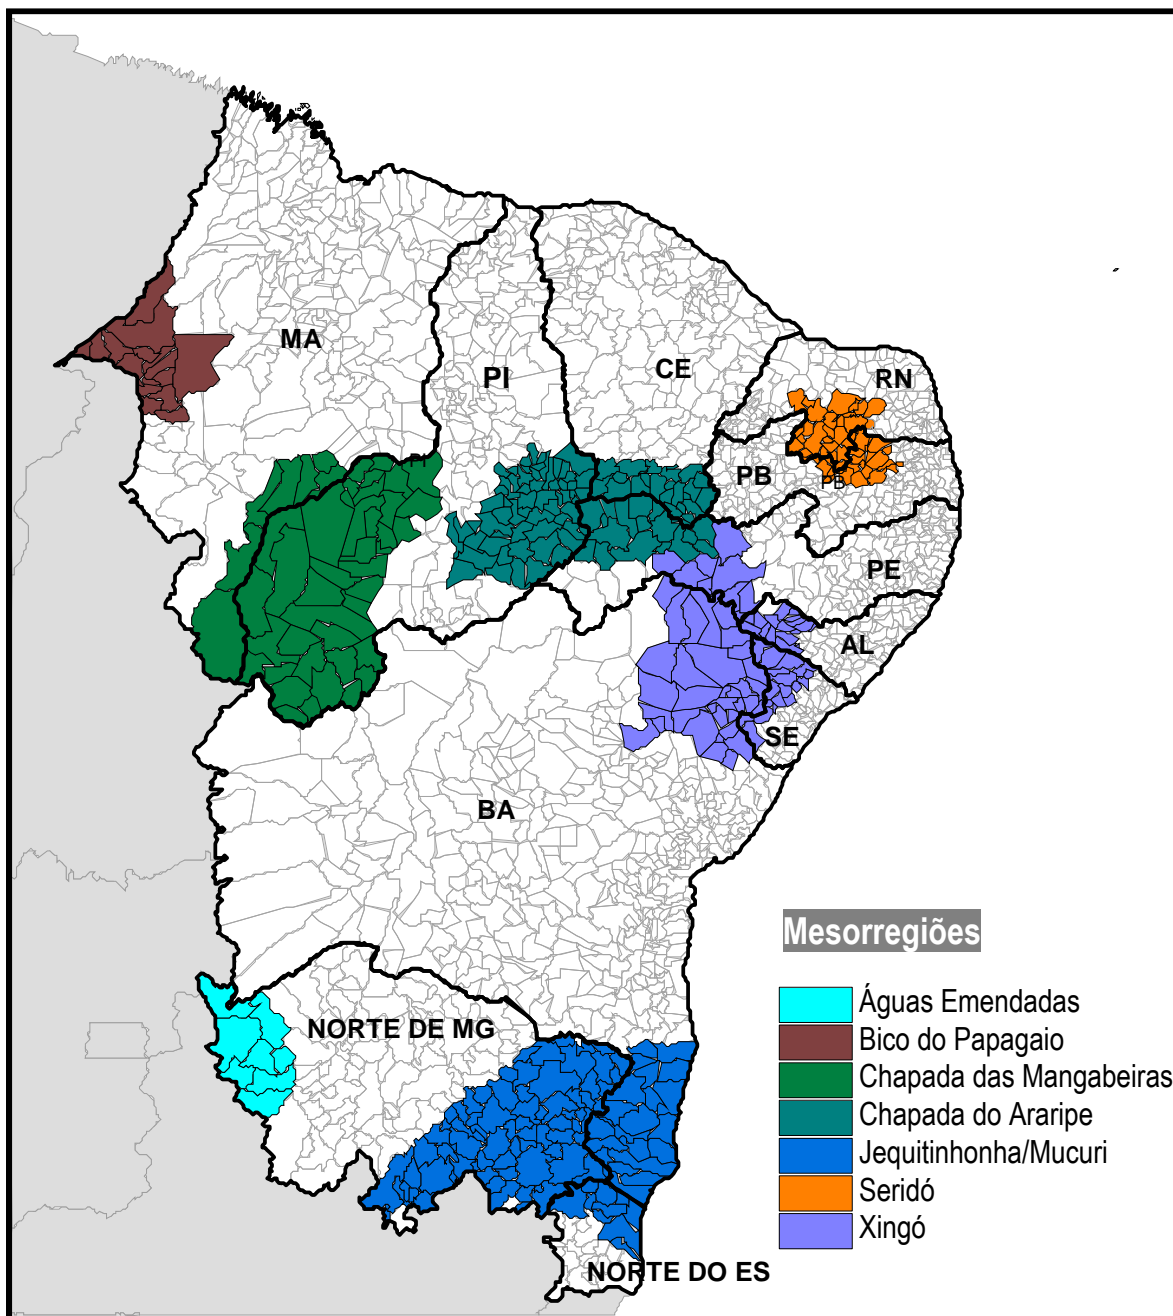 MA
PI
CE
RN
PB
PB
PE
AL
SE
BA
NORTE DE MG
NORTE DO ES
Mesorregiões
Águas Emendadas
Bico do Papagaio
Chapada das Mangabeiras
Chapada do Araripe
Jequitinhonha/Mucuri
Seridó
Xingó